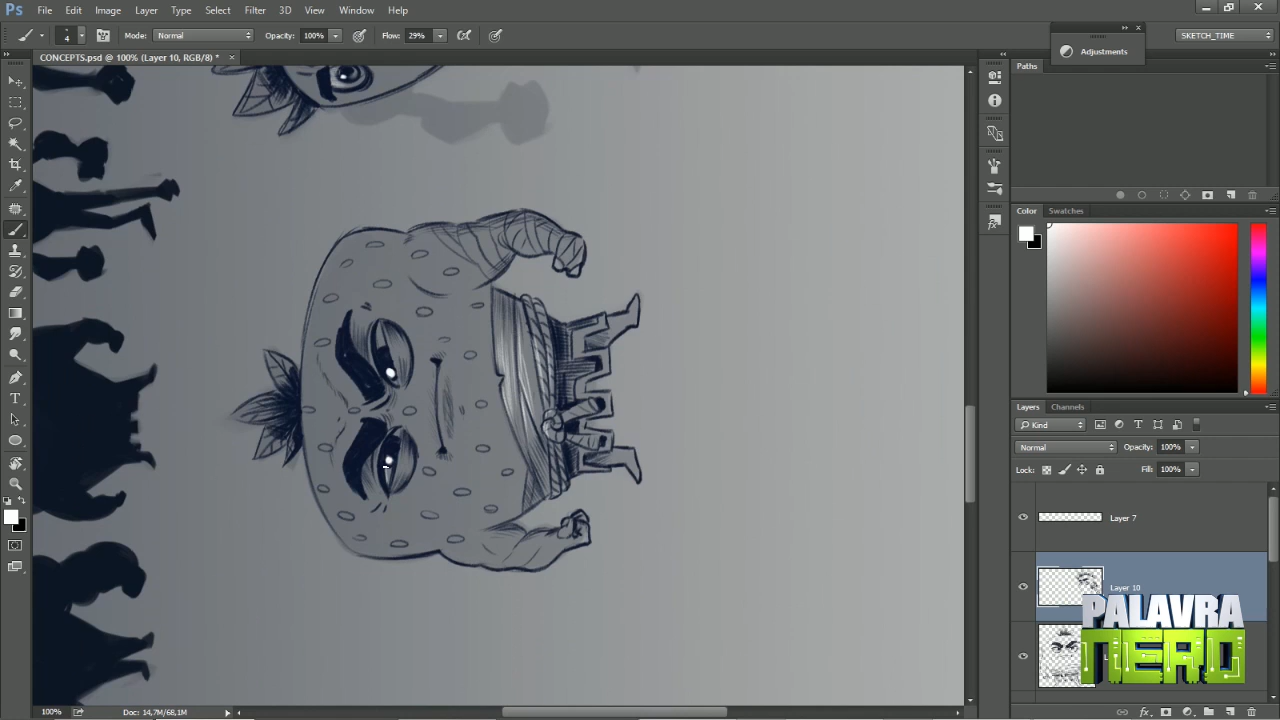 Ps File Edit Image Layer Type Select Filter 3D View Window Help
4 Mode: Normal Opacity: 100% Flow: 29% SKETCH_TIME
Adjustments
CONCEPTS.psd @ 100% (Layer 10, RGB/8) *
Paths
Color Swatches
Layers Channels
Kind
Normal Opacity: 100%
Lock: Fill: 100%
Layer 7
Layer 10
PALAVRA
NERD
100% Doc: 14,7M/68,1M